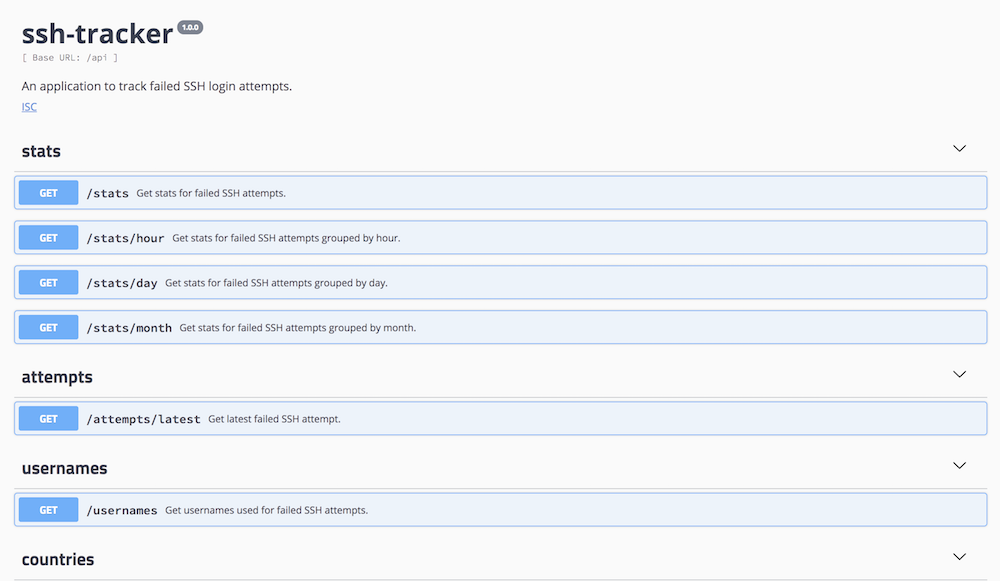 ssh-tracker 1.0.0
[ Base URL: /api ]
An application to track failed SSH login attempts.
ISC
stats
GET /stats Get stats for failed SSH attempts.
GET /stats/hour Get stats for failed SSH attempts grouped by hour.
GET /stats/day Get stats for failed SSH attempts grouped by day.
GET /stats/month Get stats for failed SSH attempts grouped by month.
attempts
GET /attempts/latest Get latest failed SSH attempt.
usernames
GET /usernames Get usernames used for failed SSH attempts.
countries